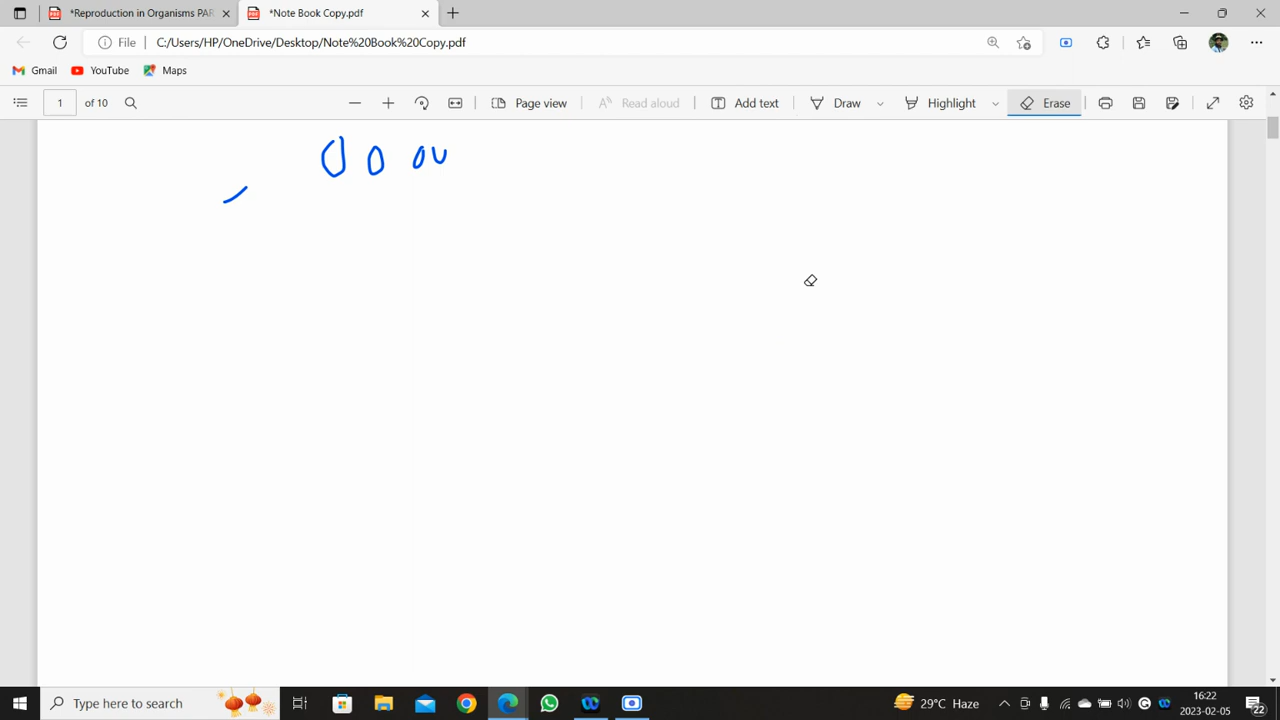 *Reproduction in Organisms PAR
*Note Book Copy.pdf
File
C:/Users/HP/OneDrive/Desktop/Note%20Book%20Copy.pdf
Gmail
YouTube
Maps
1 of 10
Page view
Read aloud
Add text
Draw
Highlight
Erase
Type here to search
29°C Haze
16:22
2023-02-05
22